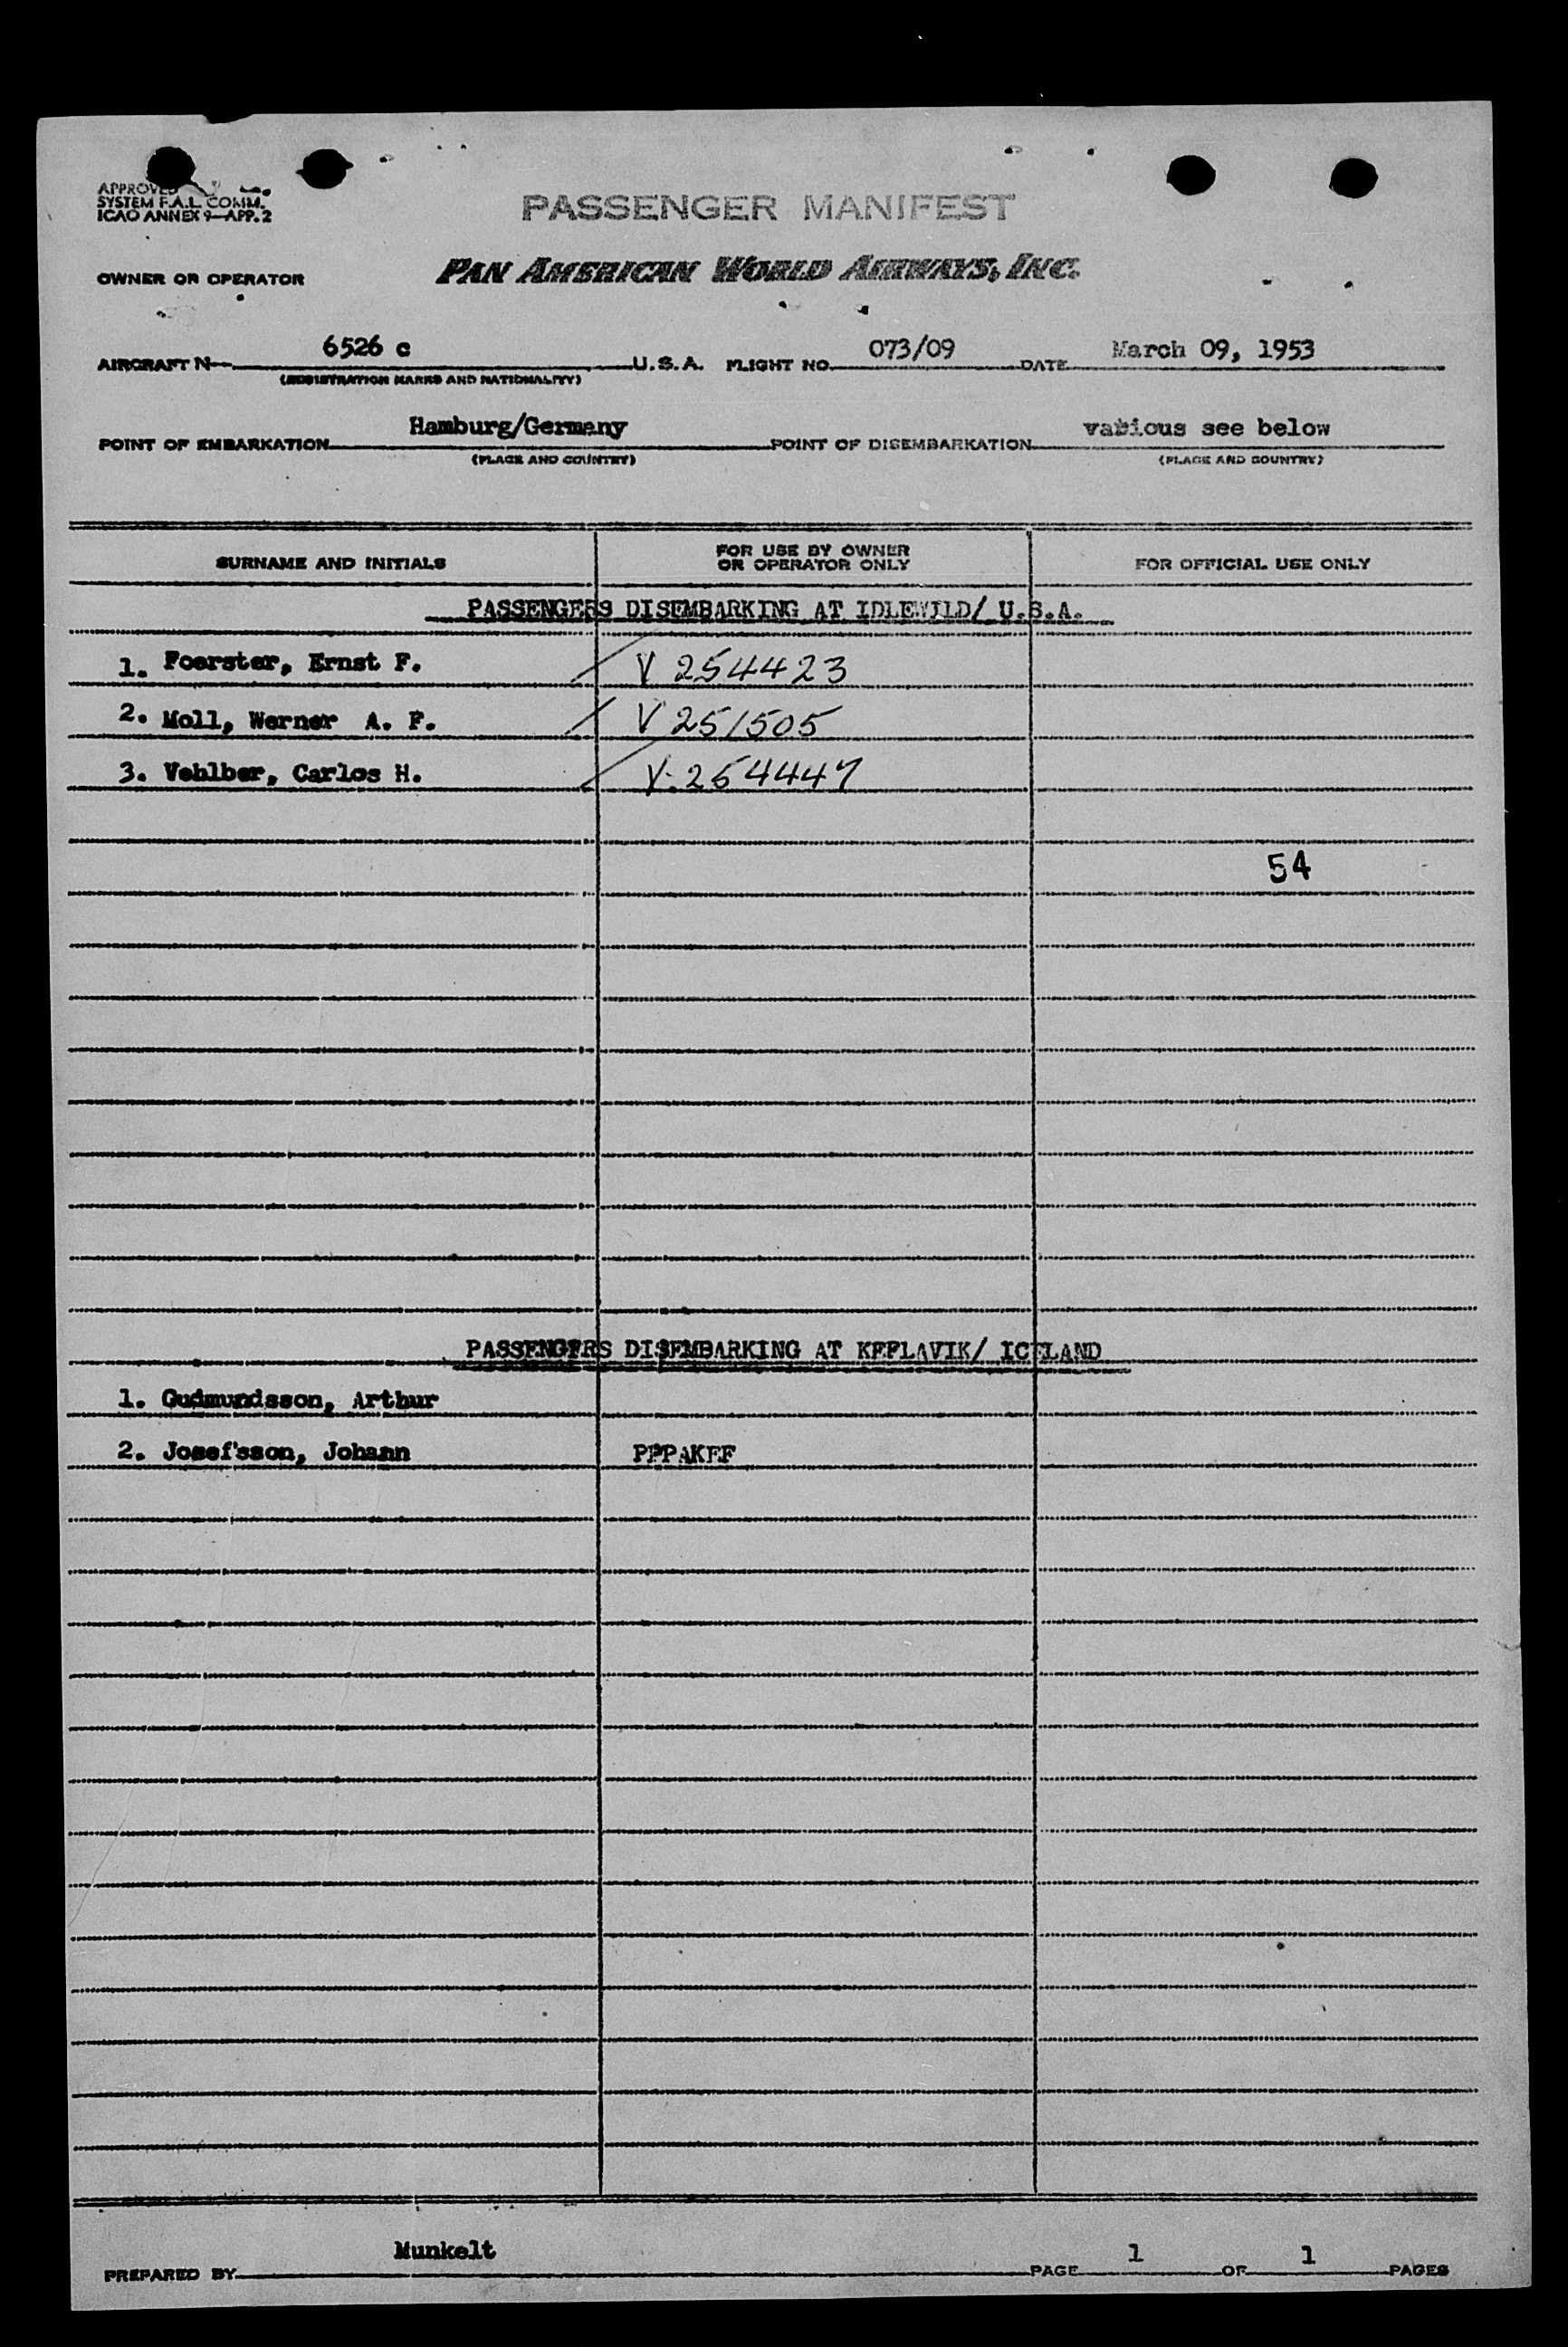 APPROVED
SYSTEM F.A.L. COMM.
ICAO ANNEX 9—APP. 2
PASSENGER MANIFEST
OWNER OR OPERATOR PAN AMERICAN WORLD AIRWAYS, INC.
AIRCRAFT N— 6526 c U.S.A. FLIGHT NO. 073/09 DATE March 09, 1953
(REGISTRATION MARKS AND NATIONALITY)
POINT OF EMBARKATION Hamburg/Germany POINT OF DISEMBARKATION various see below
(PLACE AND COUNTRY) (PLACE AND COUNTRY)
SURNAME AND INITIALS FOR USE BY OWNER OR OPERATOR ONLY FOR OFFICIAL USE ONLY
PASSENGERS DISEMBARKING AT IDLEWILD/ U.S.A.
1. Foerster, Ernst F. V 254423
2. Moll, Werner A. F. V 251505
3. Vehlber, Carlos H. V-254447
54
PASSENGERS DISEMBARKING AT KEFLAVIK/ ICELAND
1. Gudmundsson, Arthur
2. Josef'sson, Johann PPPAKEF
PREPARED BY Munkelt PAGE 1 OF 1 PAGES